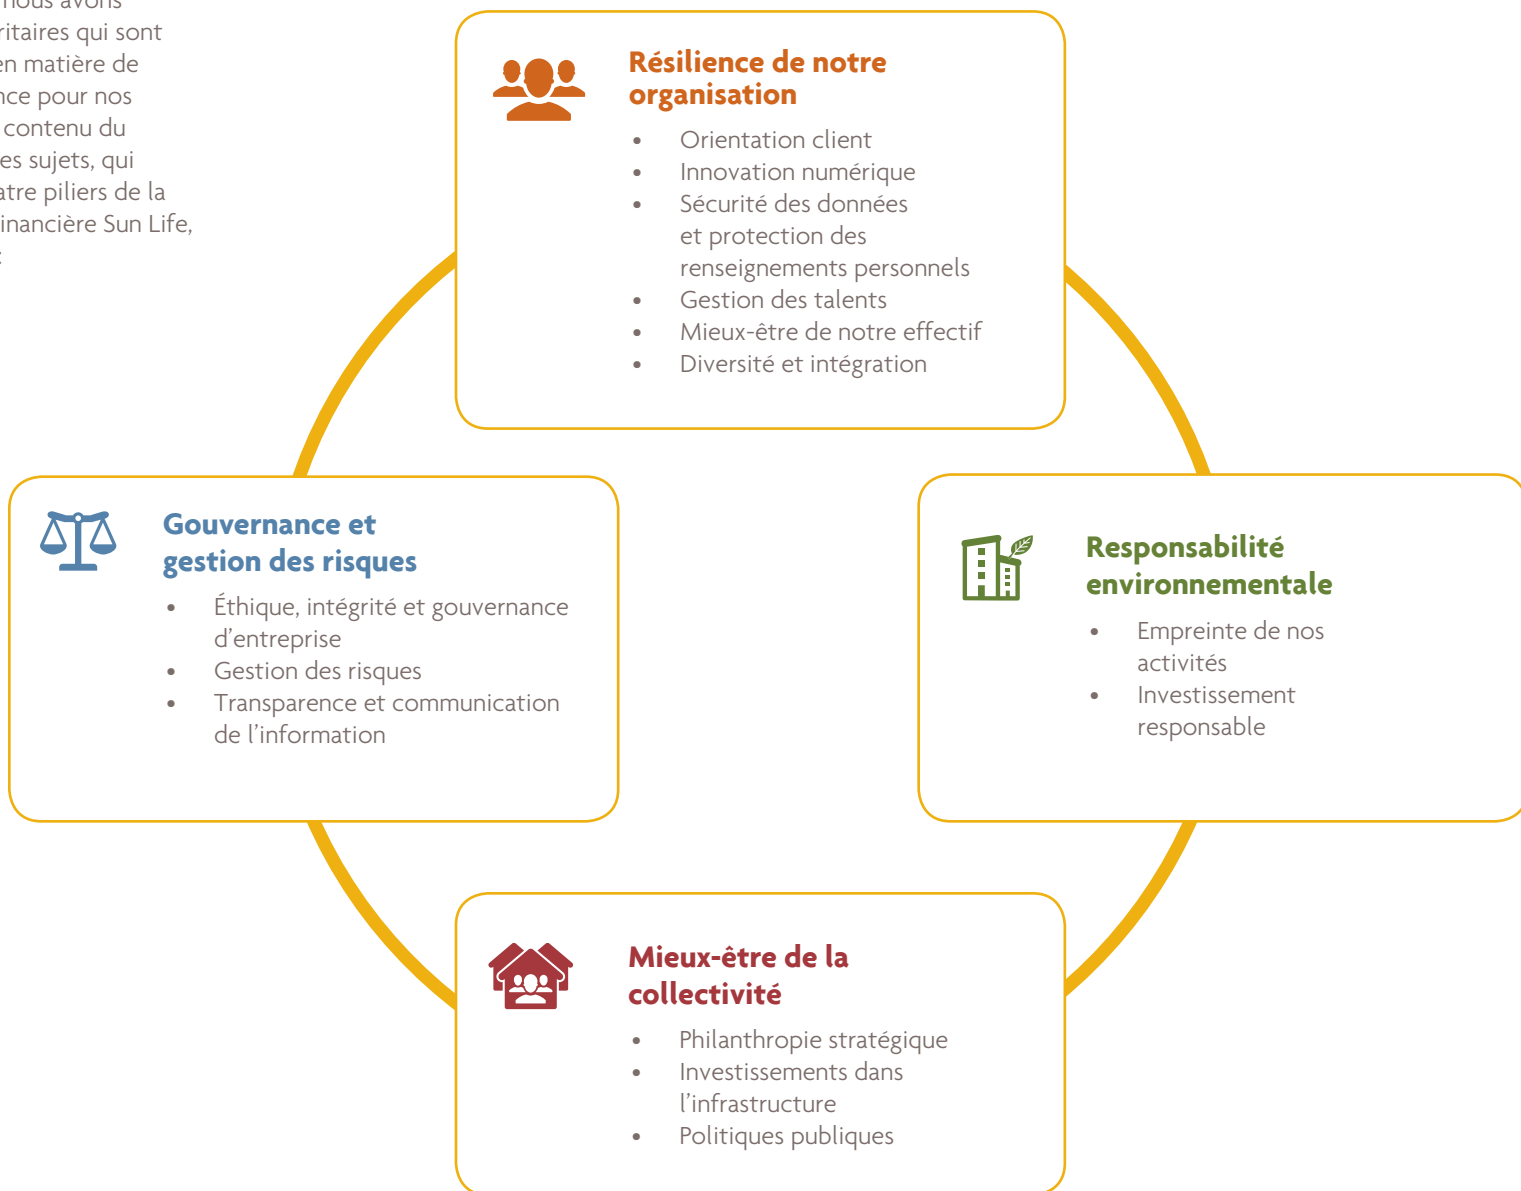 nous avons
ritaires qui sont
en matière de
nce pour nos
contenu du
es sujets, qui
atre piliers de la
inancière Sun Life,
:
Résilience de notre
organisation
• Orientation client
• Innovation numérique
• Sécurité des données
et protection des
renseignements personnels
• Gestion des talents
• Mieux-être de notre effectif
• Diversité et intégration
Gouvernance et
gestion des risques
• Éthique, intégrité et gouvernance
d’entreprise
• Gestion des risques
• Transparence et communication
de l’information
Responsabilité
environnementale
• Empreinte de nos
activités
• Investissement
responsable
Mieux-être de la
collectivité
• Philanthropie stratégique
• Investissements dans
l’infrastructure
• Politiques publiques